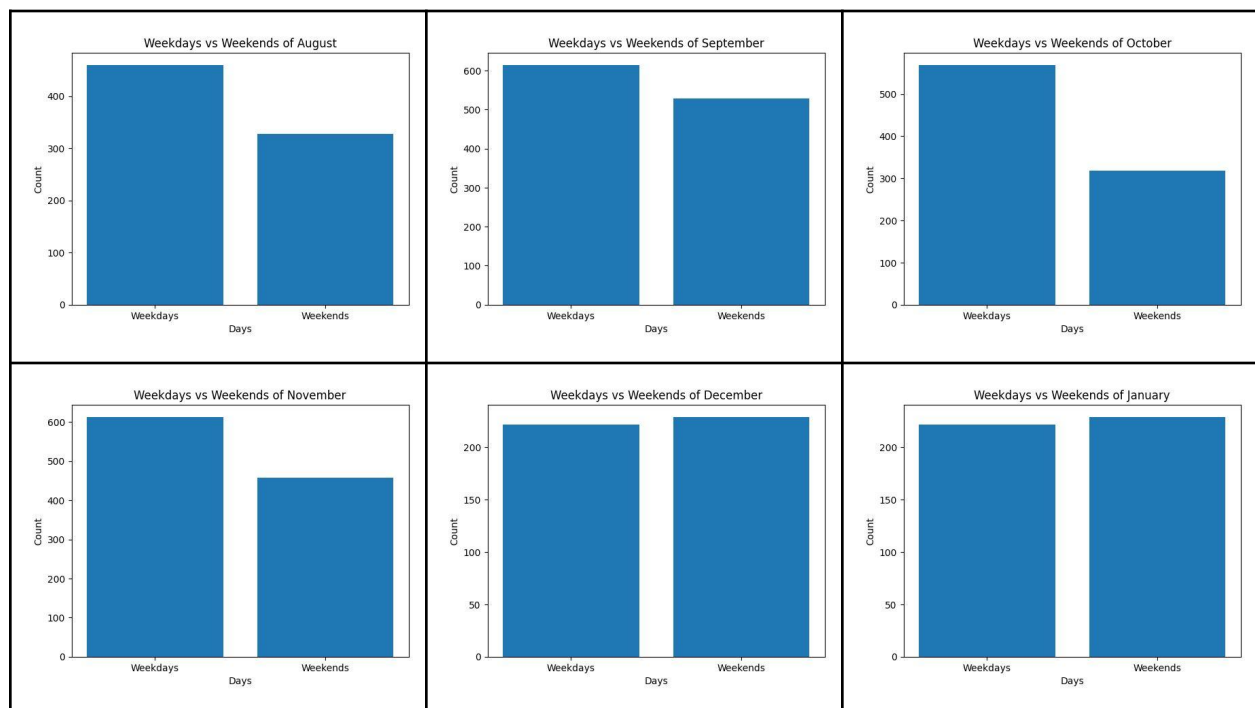 Weekdays vs Weekends of August
400
300
200
100
0
Count
Weekdays Weekends
Days
Weekdays vs Weekends of September
600
500
400
300
200
100
0
Count
Weekdays Weekends
Days
Weekdays vs Weekends of October
500
400
300
200
100
0
Count
Weekdays Weekends
Days
Weekdays vs Weekends of November
600
500
400
300
200
100
0
Count
Weekdays Weekends
Days
Weekdays vs Weekends of December
200
150
100
50
0
Count
Weekdays Weekends
Days
Weekdays vs Weekends of January
200
150
100
50
0
Count
Weekdays Weekends
Days